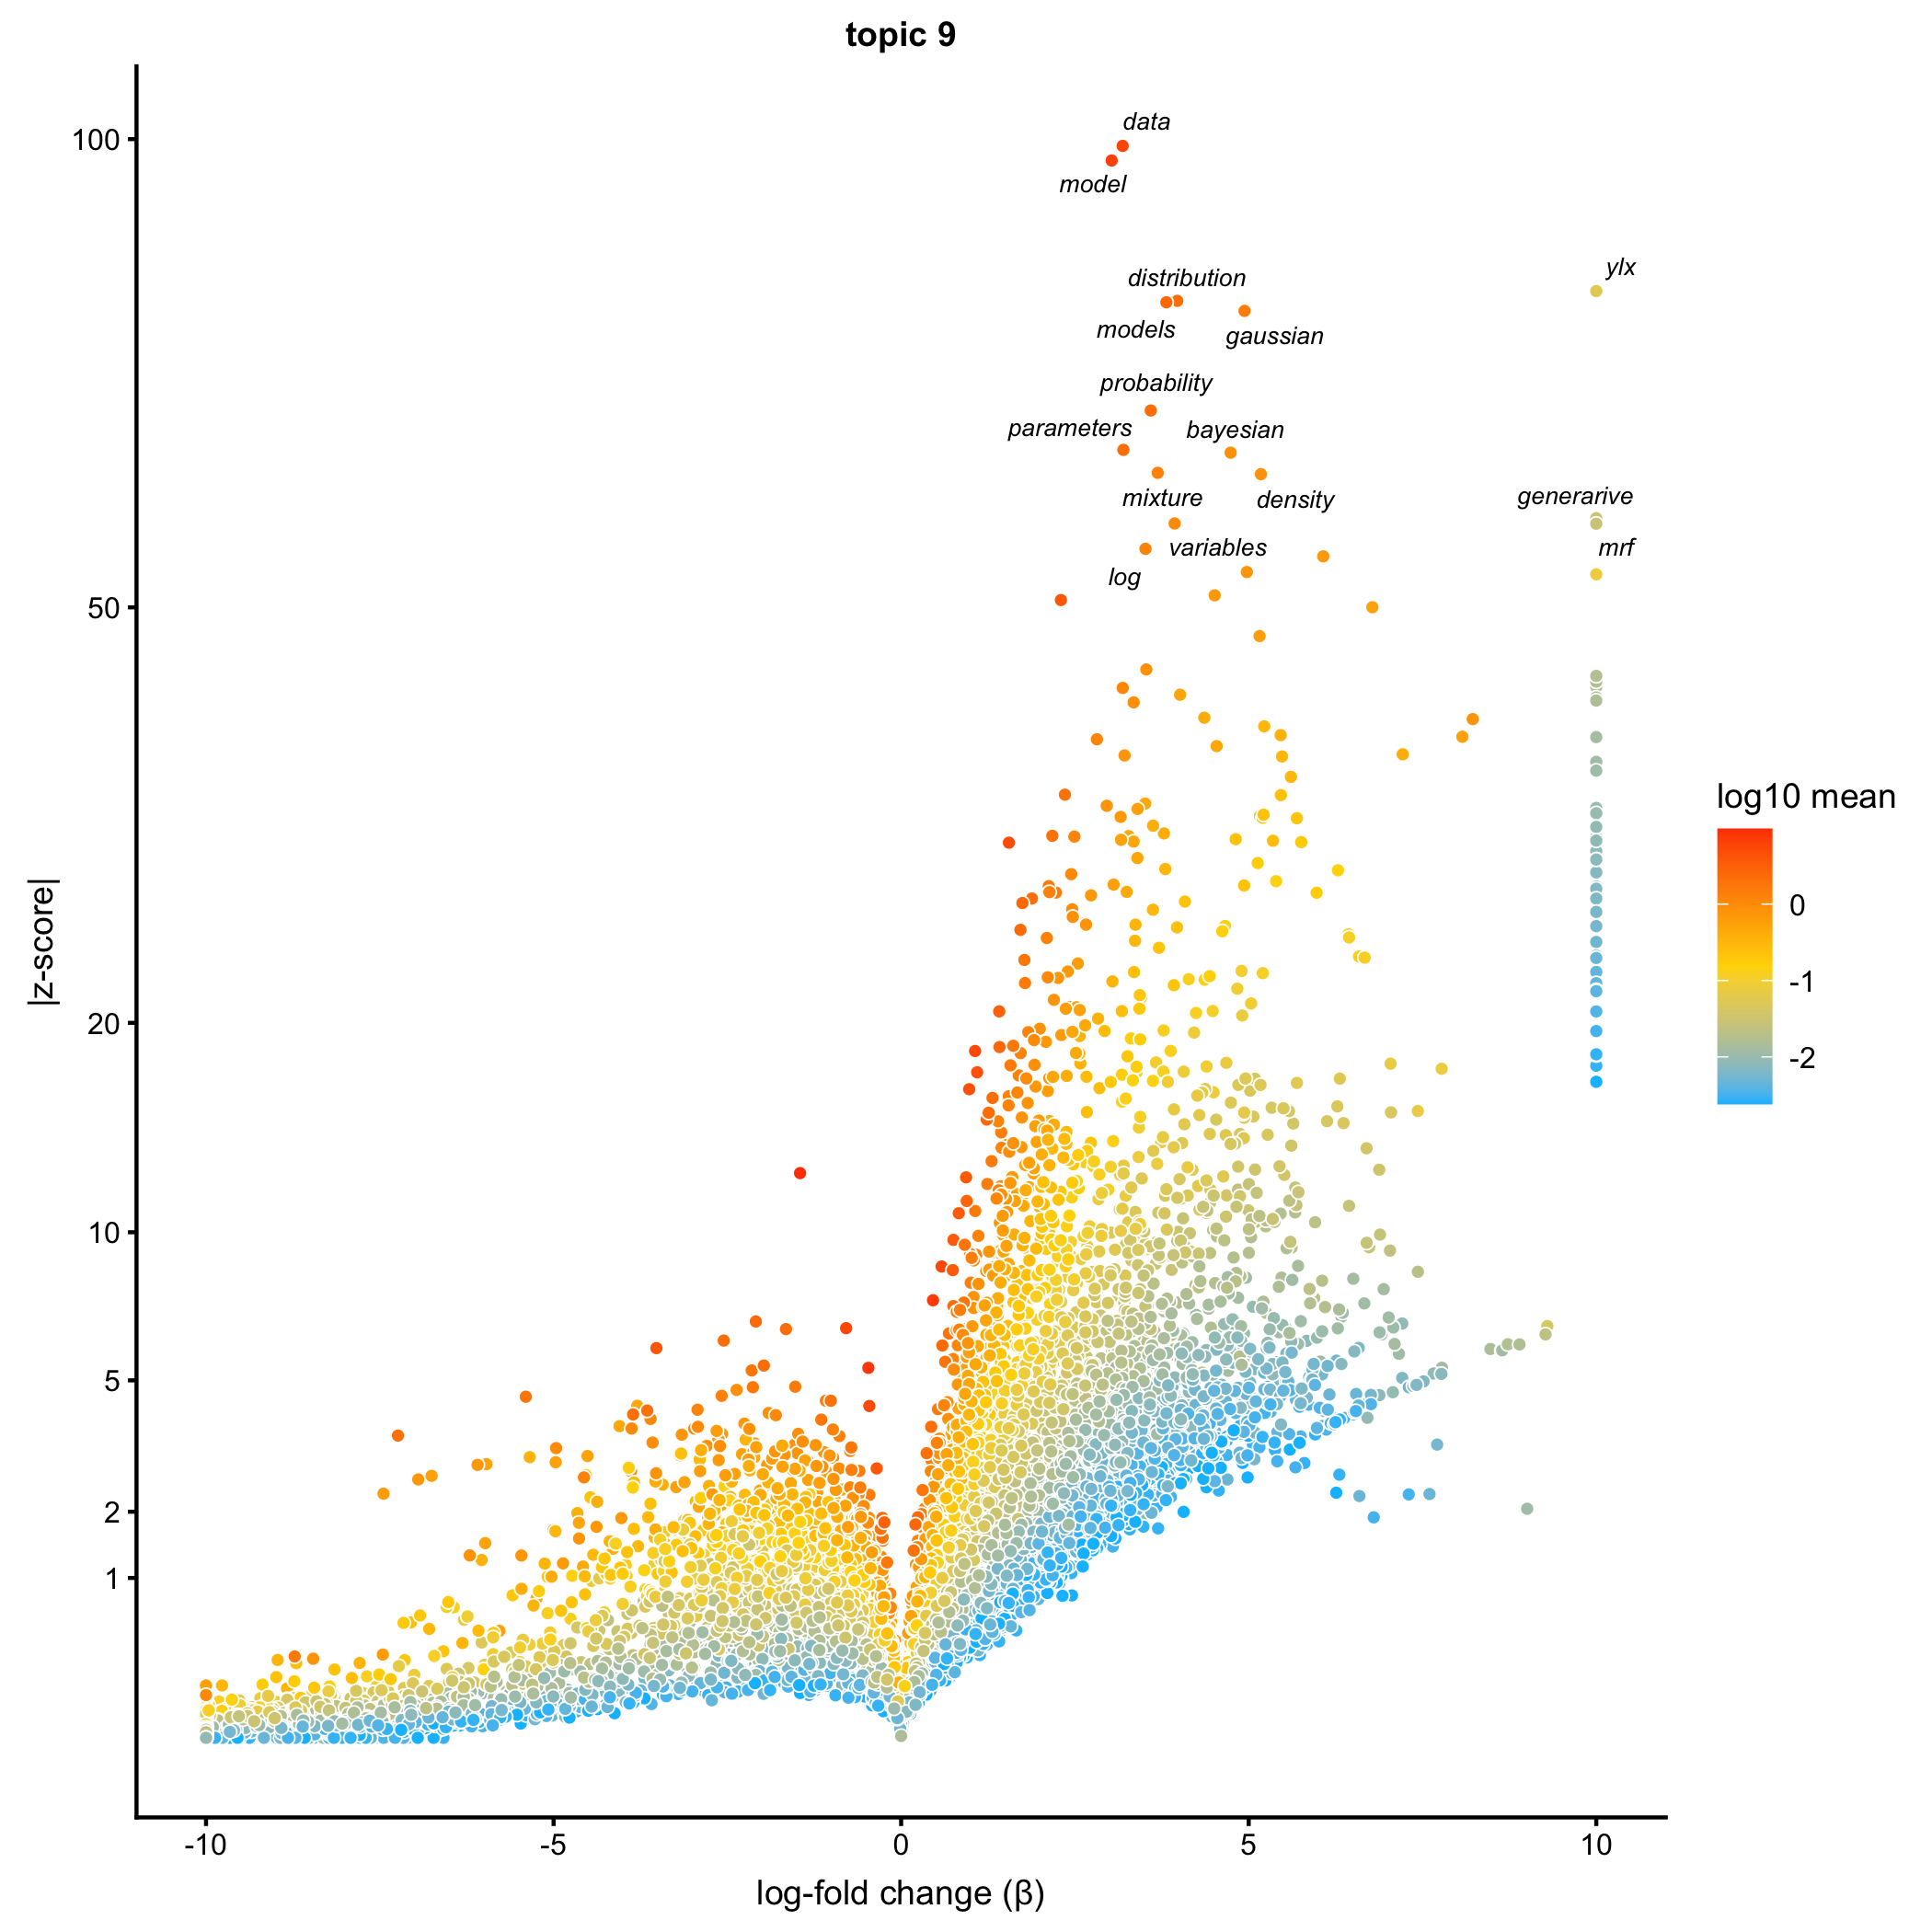 topic 9
100
data
model
ylx
distribution
models
gaussian
probability
parameters
bayesian
mixture
density
generarive
variables
mrf
log
50
|z-score|
20
10
5
2
1
log10 mean
0
-1
-2
-10
-5
0
5
10
log-fold change (β)